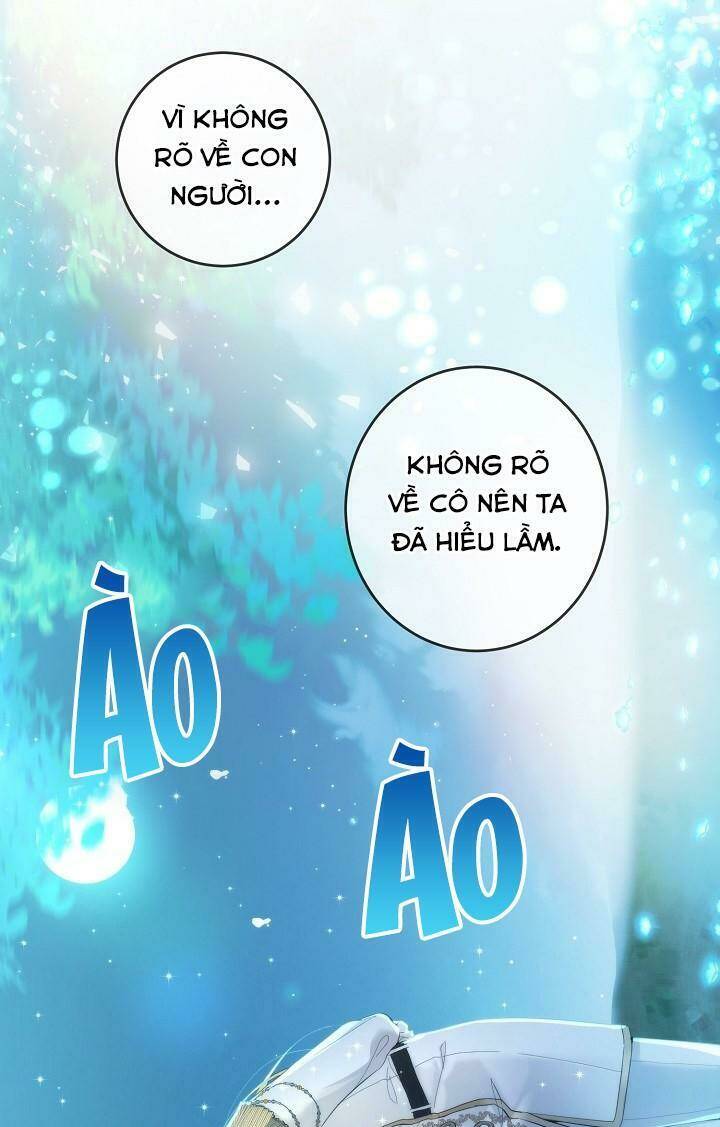 VÌ KHÔNG
RÕ VỀ CON
NGƯỜI...
KHÔNG RÕ
VỀ CÔ NÊN TA
ĐÃ HIỂU LẦM.
ÀO
ÀO